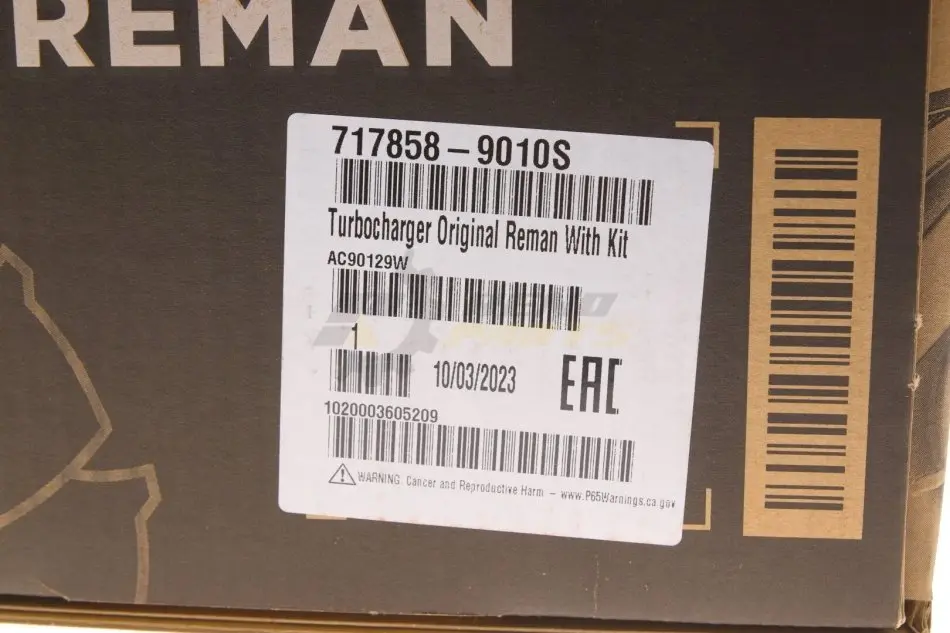 REMAN
717858 – 9010S
Turbocharger Original Reman With Kit
AC90129W
1
10/03/2023
EAC
1020003605209
WARNING: Cancer and Reproductive Harm – www.P65Warnings.ca.gov